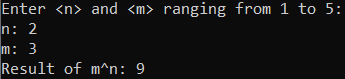 Enter <n> and <m> ranging from 1 to 5:
n: 2
m: 3
Result of m^n: 9